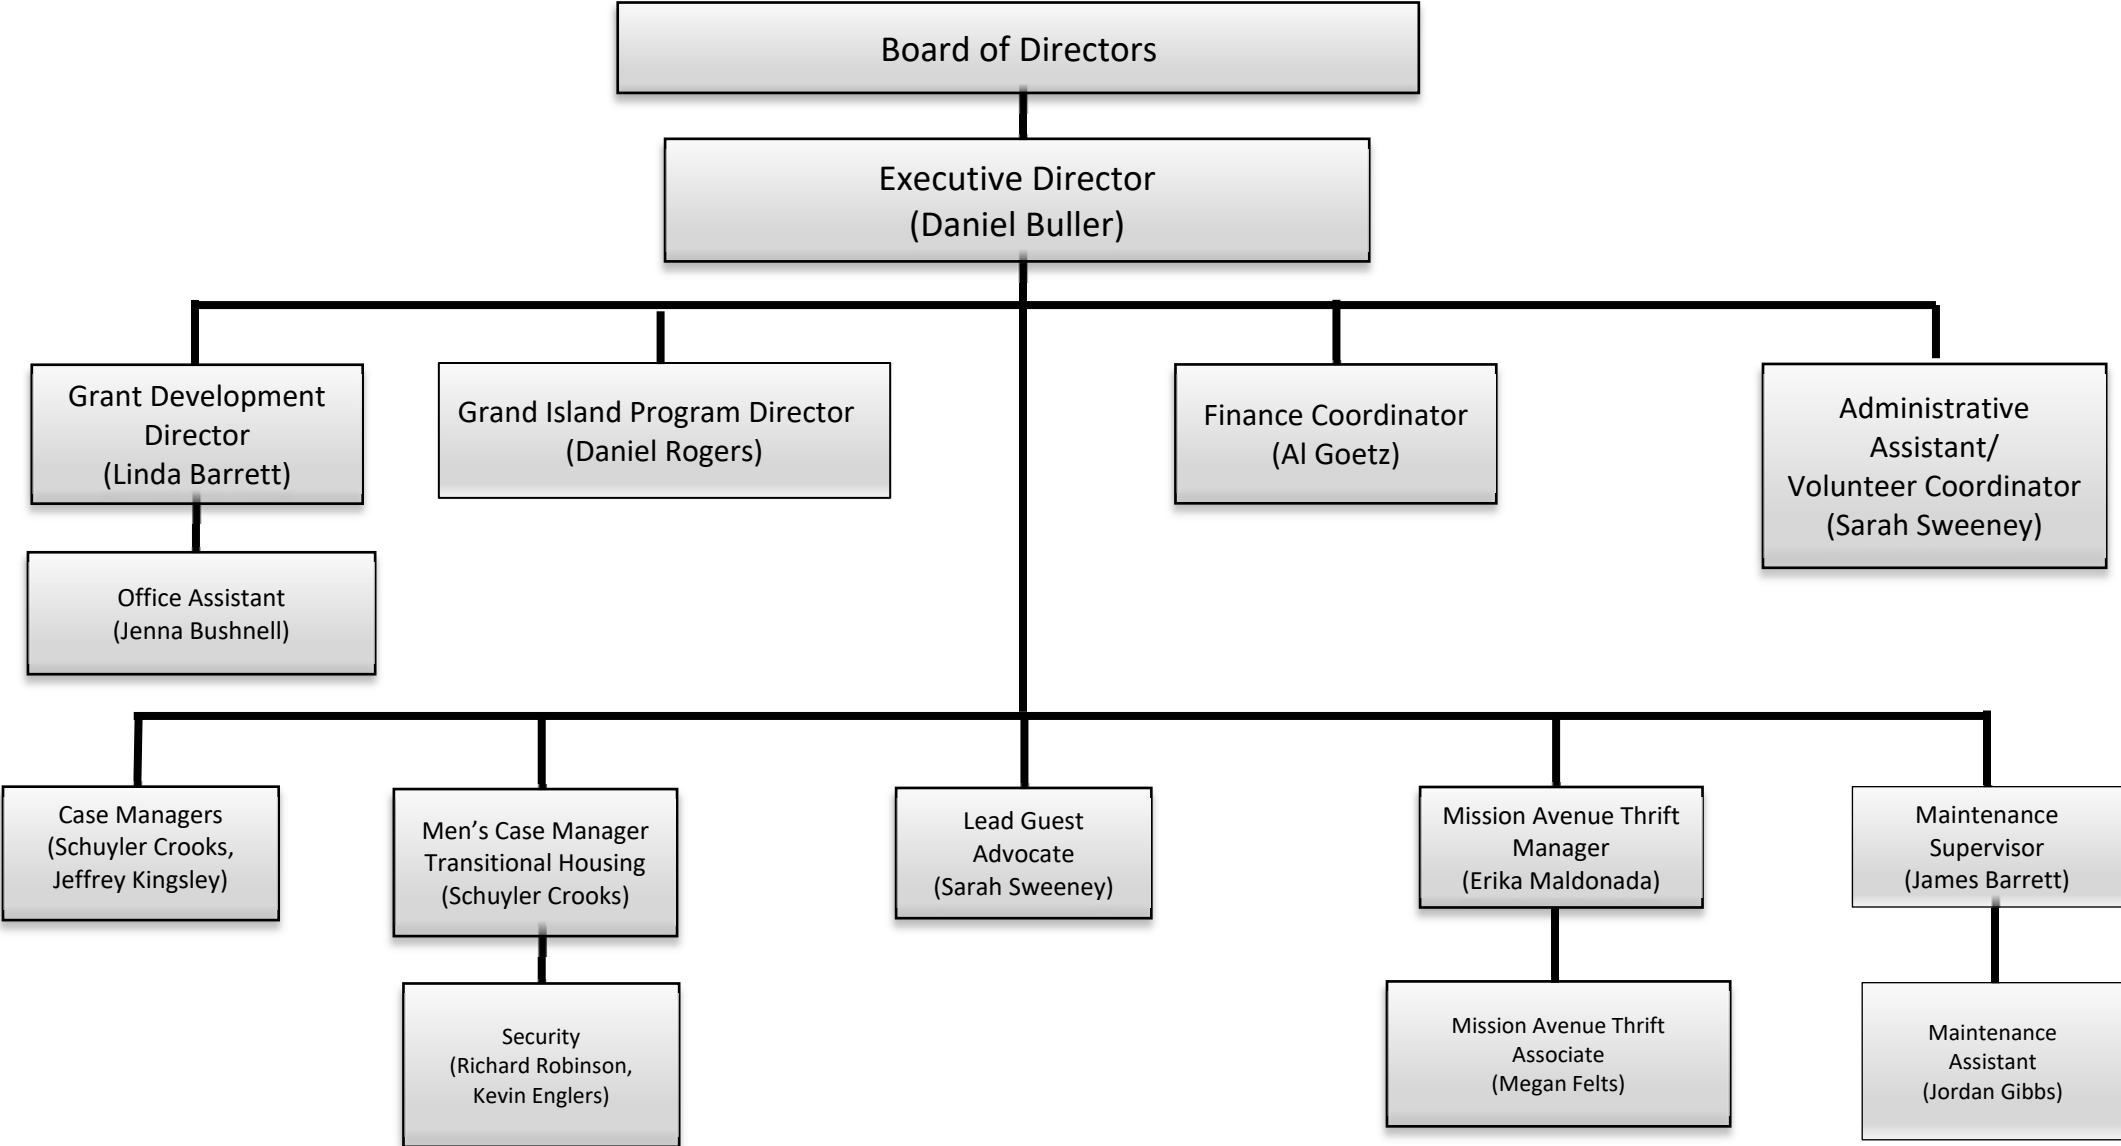 Board of Directors
Executive Director
(Daniel Buller)
Grant Development
Director
(Linda Barrett)
Grand Island Program Director
(Daniel Rogers)
Finance Coordinator
(Al Goetz)
Administrative
Assistant/
Volunteer Coordinator
(Sarah Sweeney)
Office Assistant
(Jenna Bushnell)
Case Managers
(Schuyler Crooks,
Jeffrey Kingsley)
Men’s Case Manager
Transitional Housing
(Schuyler Crooks)
Lead Guest
Advocate
(Sarah Sweeney)
Mission Avenue Thrift
Manager
(Erika Maldonada)
Maintenance
Supervisor
(James Barrett)
Security
(Richard Robinson,
Kevin Englers)
Mission Avenue Thrift
Associate
(Megan Felts)
Maintenance
Assistant
(Jordan Gibbs)